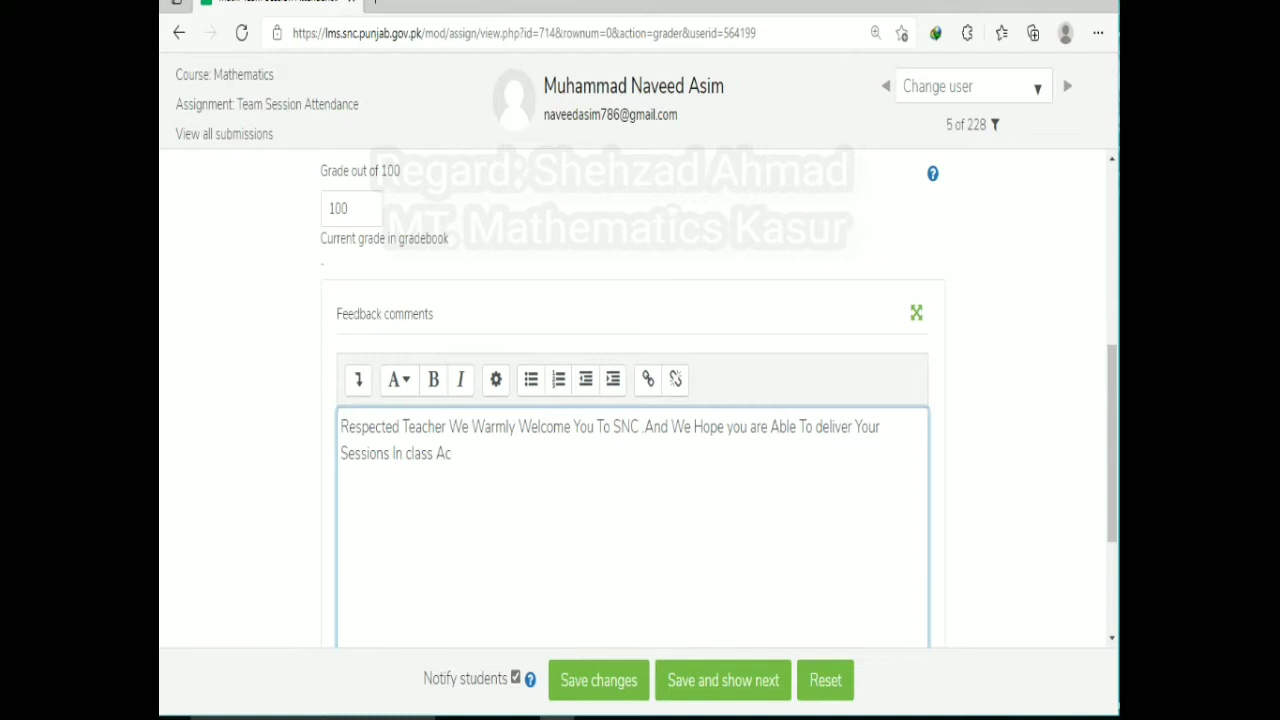 https://lms.snc.punjab.gov.pk/mod/assign/view.php?id=714&rownum=0&action=grader&userid=564199
Course: Mathematics
Assignment: Team Session Attendance
View all submissions
Muhammad Naveed Asim
naveedasim786@gmail.com
Change user
5 of 228
Regard: Shehzad Ahmad
MT. Mathematics Kasur
Grade out of 100
100
Current grade in gradebook
-
Feedback comments
A B I
Respected Teacher We Warmly Welcome You To SNC .And We Hope you are Able To deliver Your
Sessions In class Ac
Notify students
Save changes
Save and show next
Reset